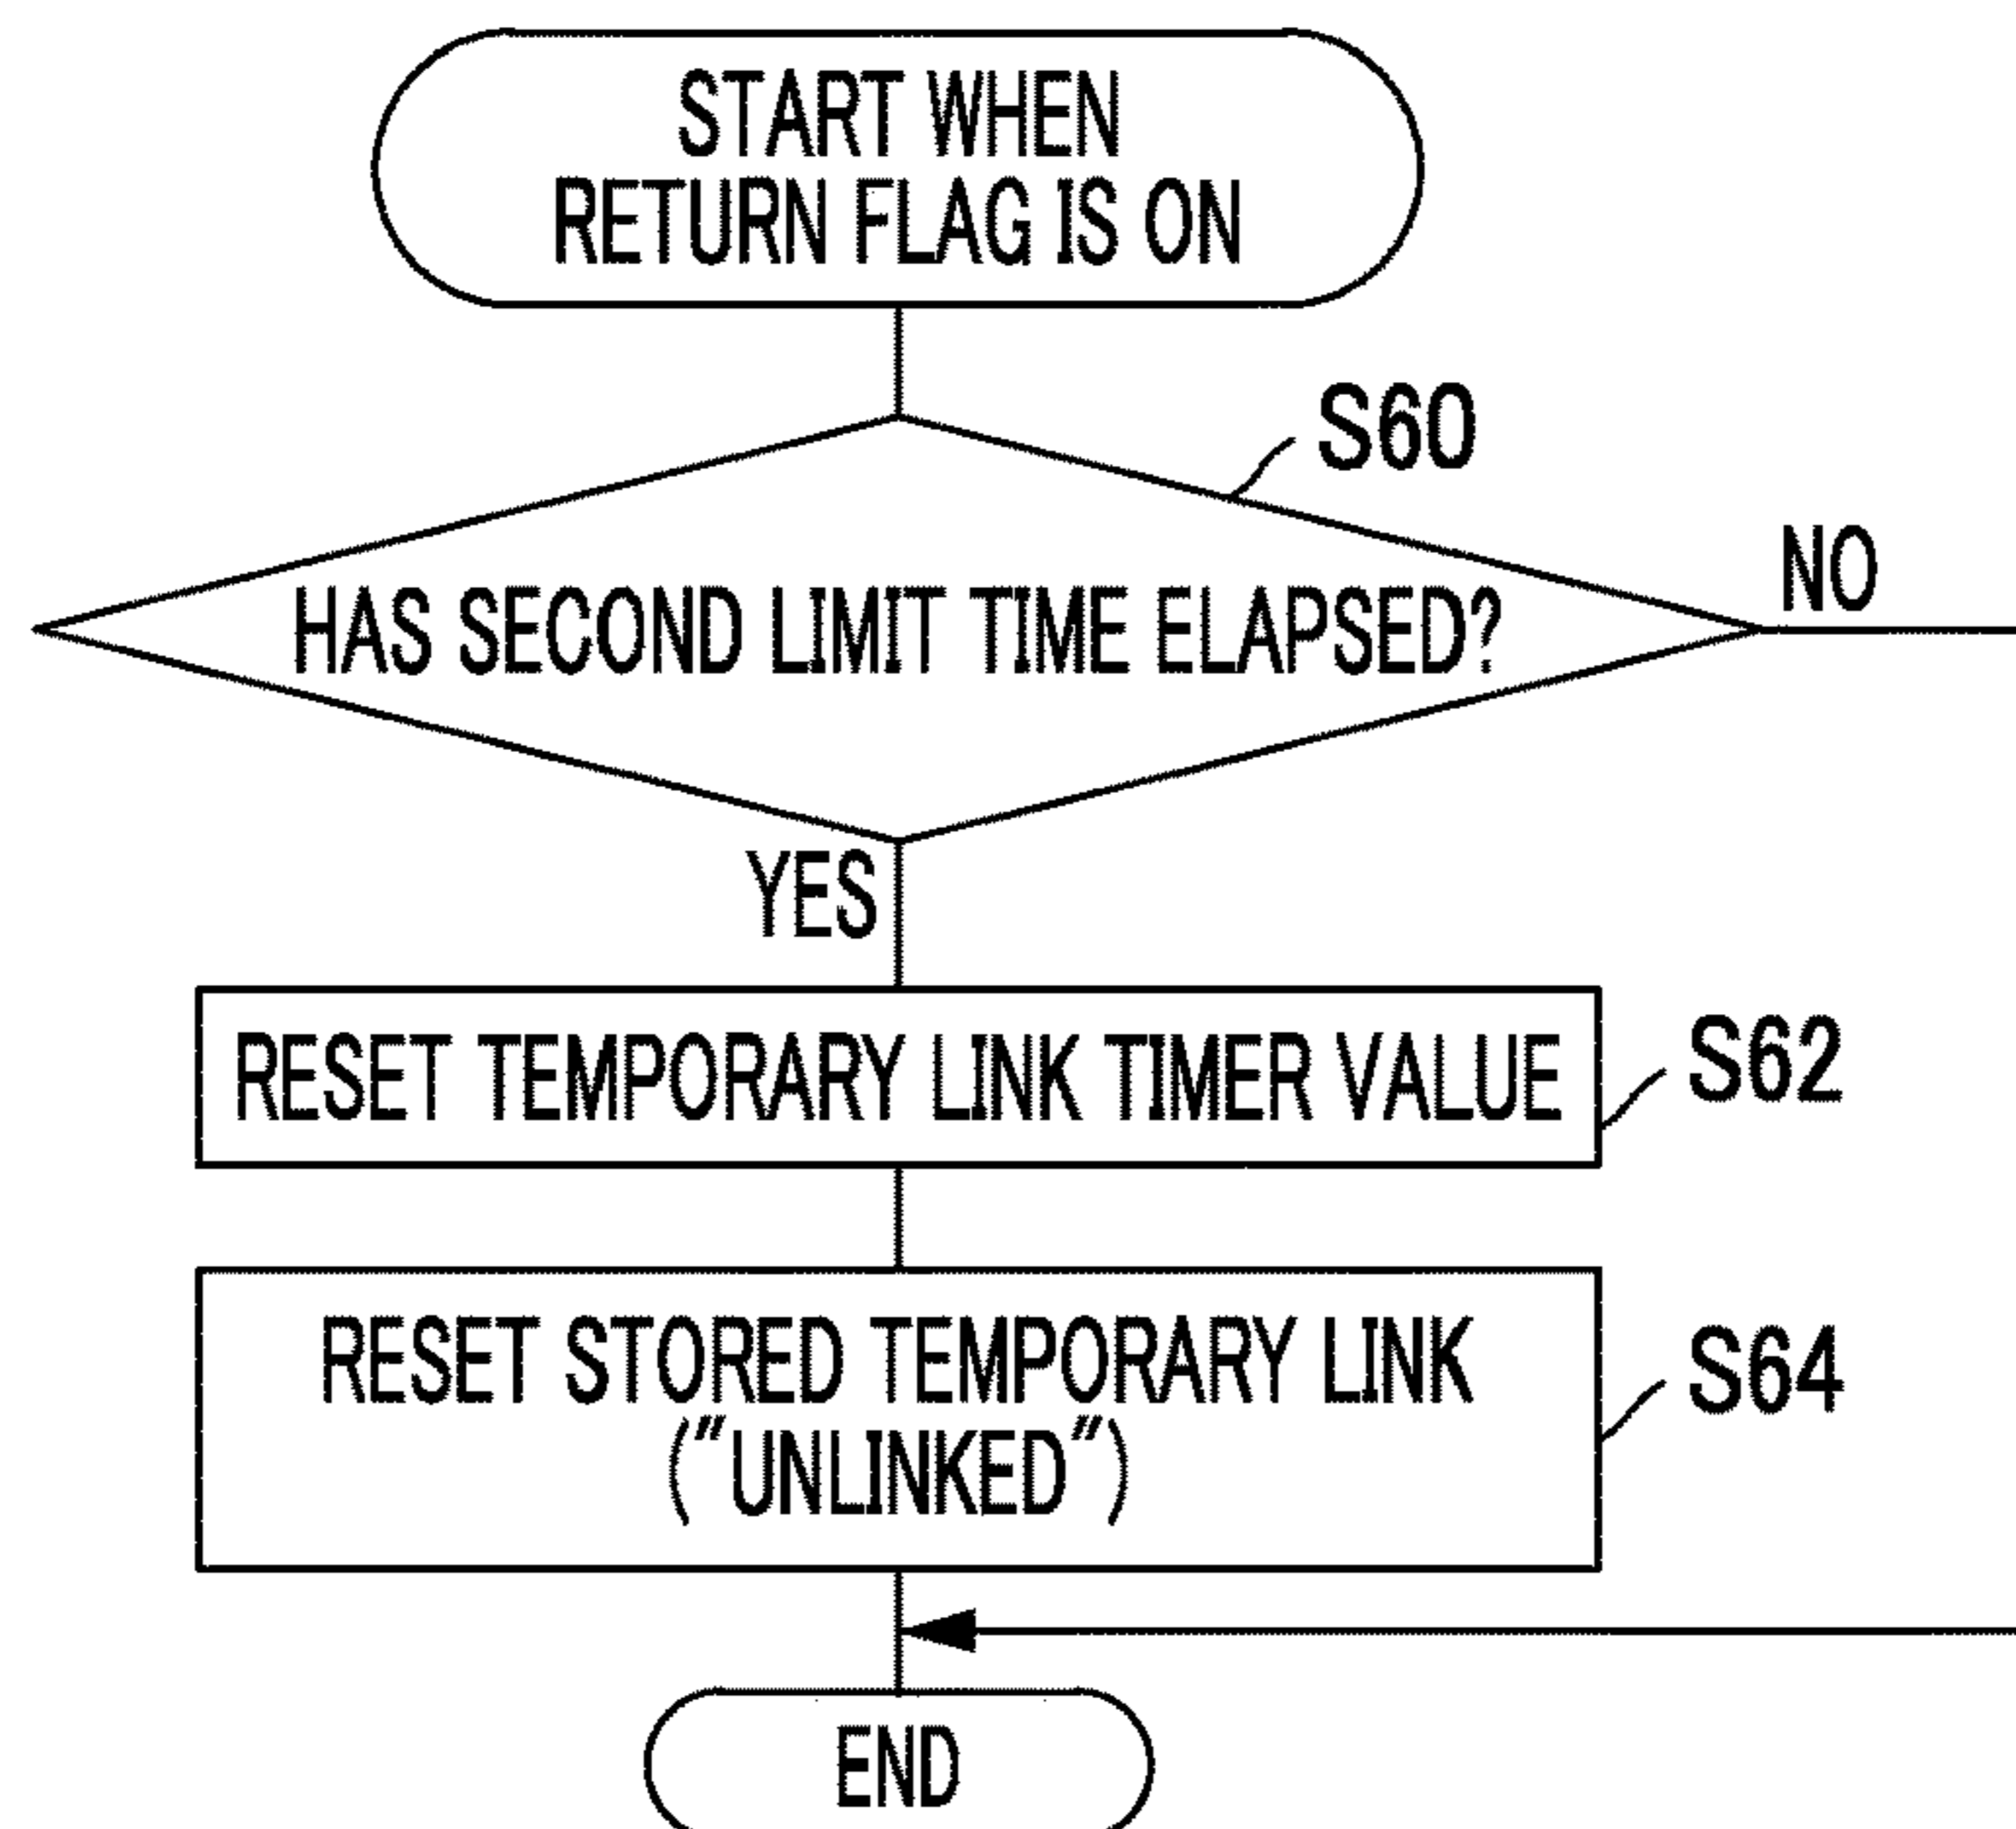 START WHEN
RETURN FLAG IS ON
S60
NO
HAS SECOND LIMIT TIME ELAPSED?
YES
RESET TEMPORARY LINK TIMER VALUE
S62
RESET STORED TEMPORARY LINK
("UNLINKED")
S64
END